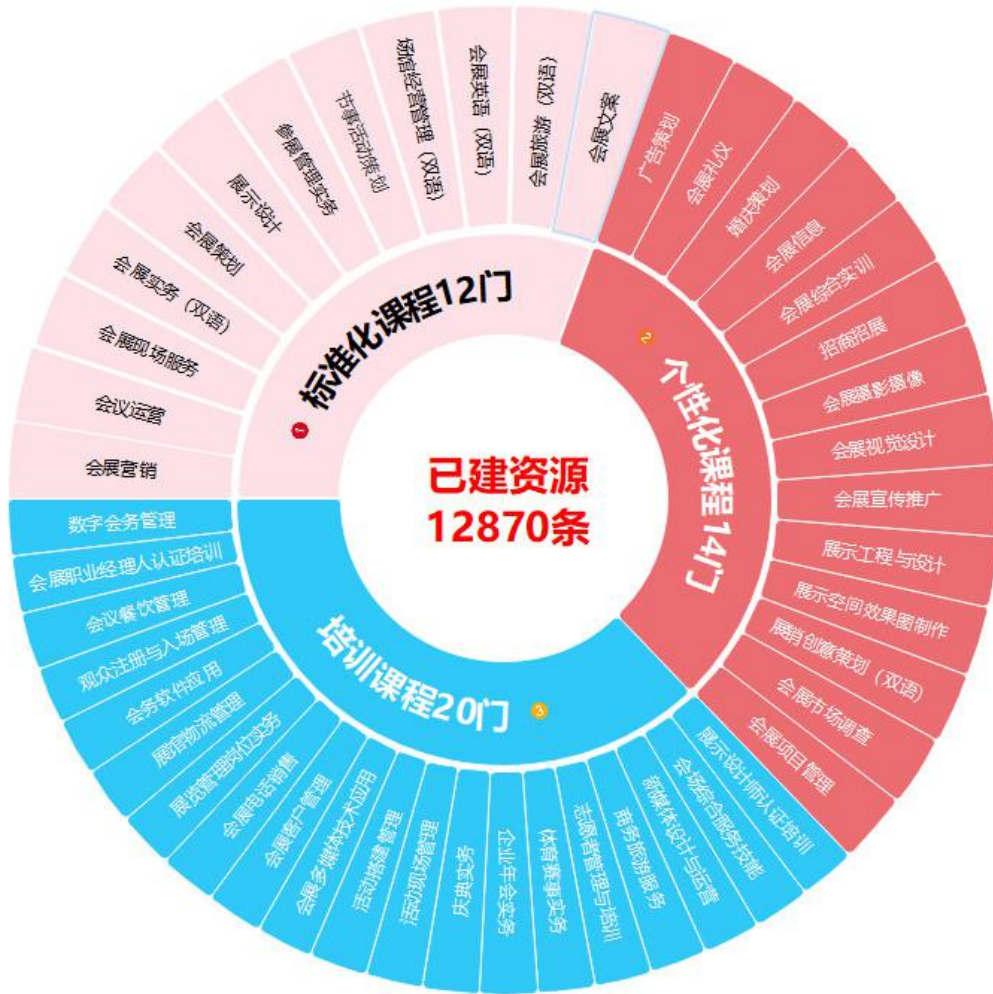 已建资源
12870条
1
标准化课程12门
会展营销
会议运营
会展现场服务
会展实务（双语）
会展策划
展示设计
参展管理实务
节事活动策划
场馆经营管理（双语）
会展英语（双语）
会展旅游（双语）
会展文案
2
个性化课程14门
广告策划
会展礼仪
婚庆策划
会展信息
会展综合实训
招商招展
会展摄影摄像
会展视觉设计
会展宣传推广
展示工程与设计
展示空间效果图制作
展销创意策划（双语）
会展市场调查
会展项目管理
3
培训课程20门
展示设计师认证培训
会场综合服务技能
新媒体设计与运营
商务旅游服务
志愿者管理与培训
体育赛事实务
企业年会实务
庆典实务
活动现场管理
活动搭建管理
会展多媒体技术应用
会展客户管理
会展电话销售
展览管理岗位实务
展馆物流管理
会务软件应用
观众注册与入场管理
会议餐饮管理
会展职业经理人认证培训
数字会务管理